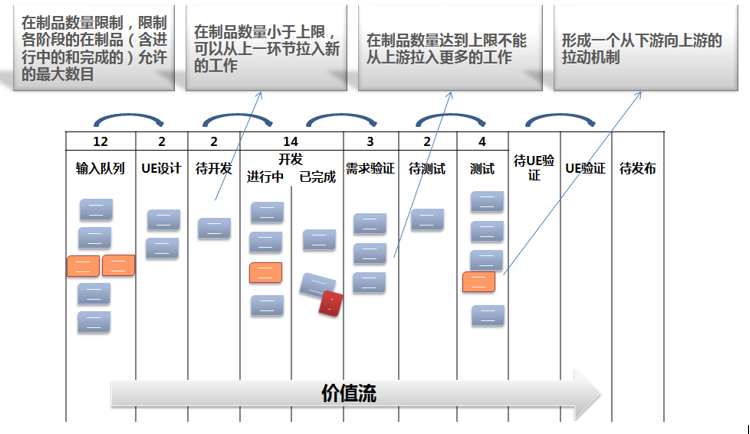 在制品数量限制，限制
各阶段的在制品（含进
行中的和完成的）允许
的最大数目
在制品数量小于上限，
可以从上一环节拉入新
的工作
在制品数量达到上限不能
从上游拉入更多的工作
形成一个从下游向上游的
拉动机制
12
2
2
14
3
2
4
输入队列
UE设计
待开发
开发
进行中
已完成
需求验证
待测试
测试
待UE验
证
UE验证
待发布
价值流